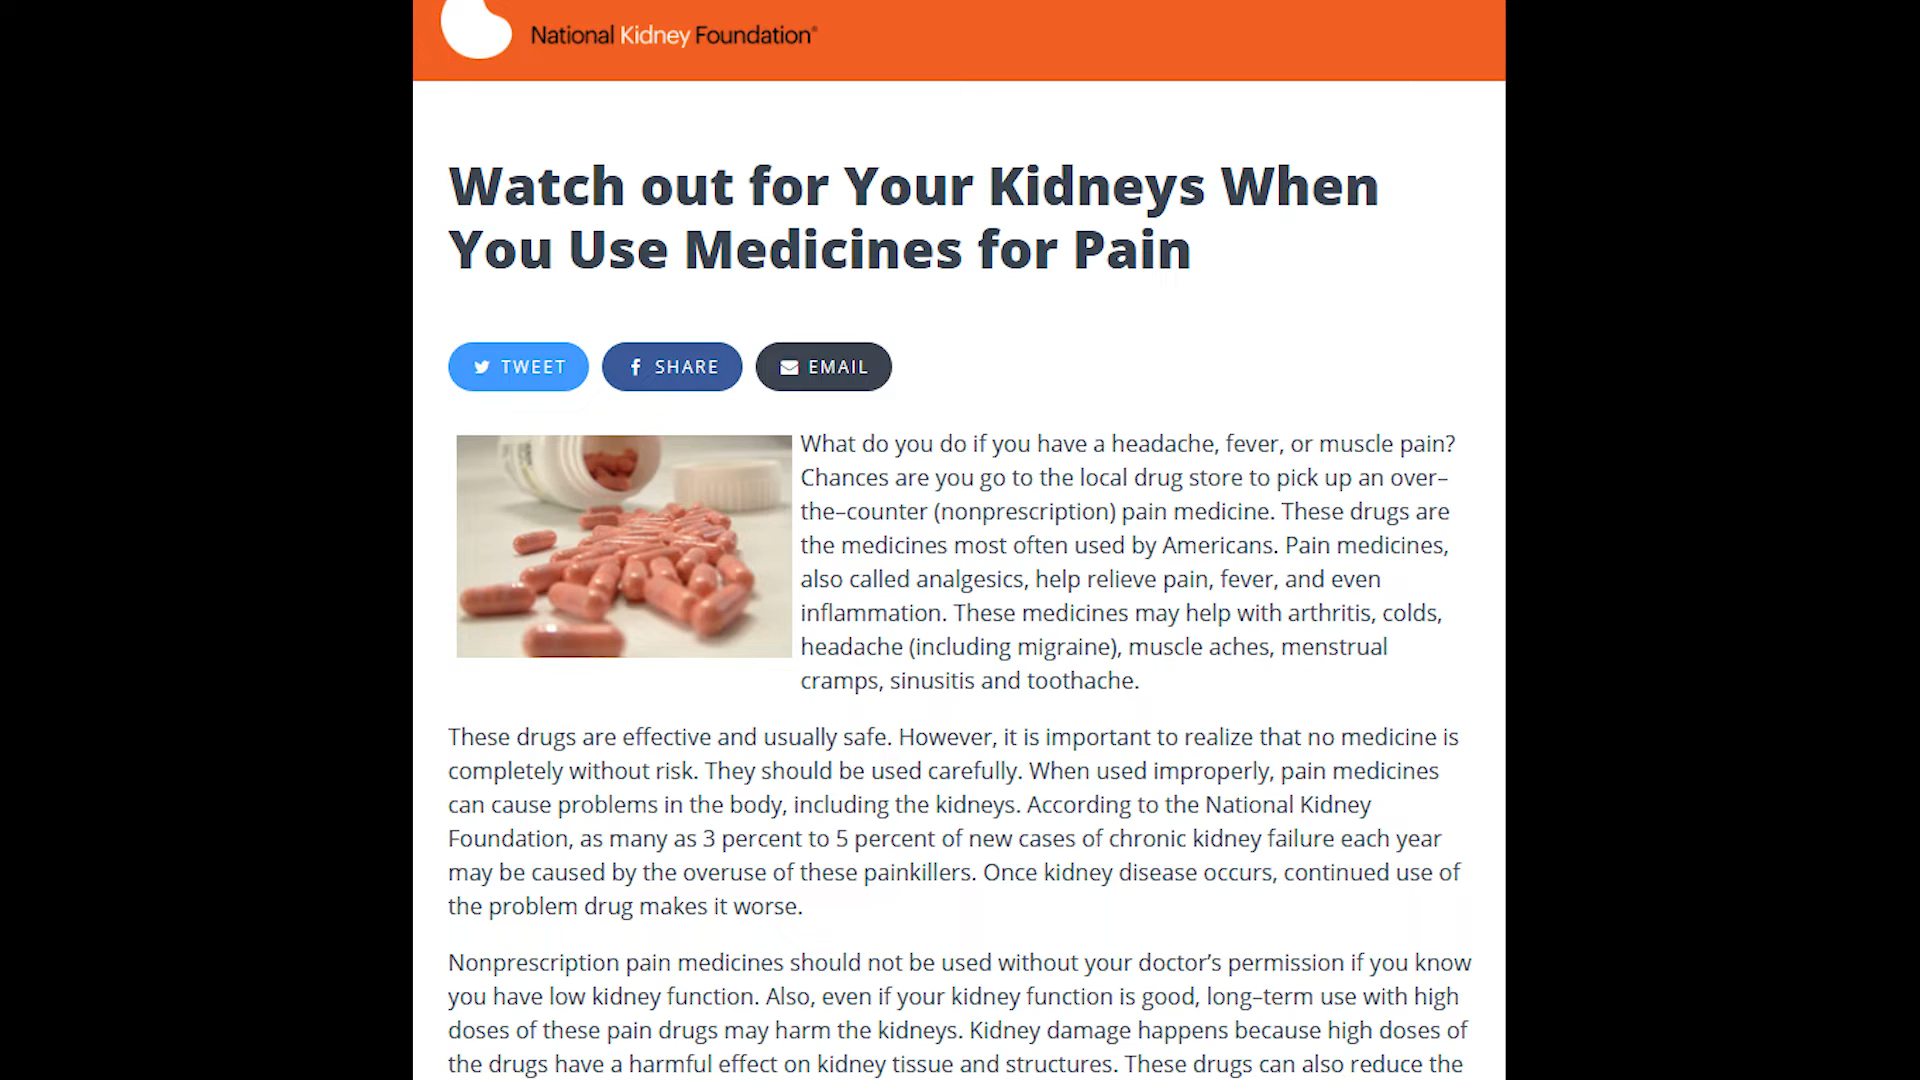 National Kidney Foundation®
Watch out for Your Kidneys When
You Use Medicines for Pain
TWEET
SHARE
EMAIL
What do you do if you have a headache, fever, or muscle pain?
Chances are you go to the local drug store to pick up an over–
the–counter (nonprescription) pain medicine. These drugs are
the medicines most often used by Americans. Pain medicines,
also called analgesics, help relieve pain, fever, and even
inflammation. These medicines may help with arthritis, colds,
headache (including migraine), muscle aches, menstrual
cramps, sinusitis and toothache.
These drugs are effective and usually safe. However, it is important to realize that no medicine is
completely without risk. They should be used carefully. When used improperly, pain medicines
can cause problems in the body, including the kidneys. According to the National Kidney
Foundation, as many as 3 percent to 5 percent of new cases of chronic kidney failure each year
may be caused by the overuse of these painkillers. Once kidney disease occurs, continued use of
the problem drug makes it worse.
Nonprescription pain medicines should not be used without your doctor’s permission if you know
you have low kidney function. Also, even if your kidney function is good, long–term use with high
doses of these pain drugs may harm the kidneys. Kidney damage happens because high doses of
the drugs have a harmful effect on kidney tissue and structures. These drugs can also reduce the